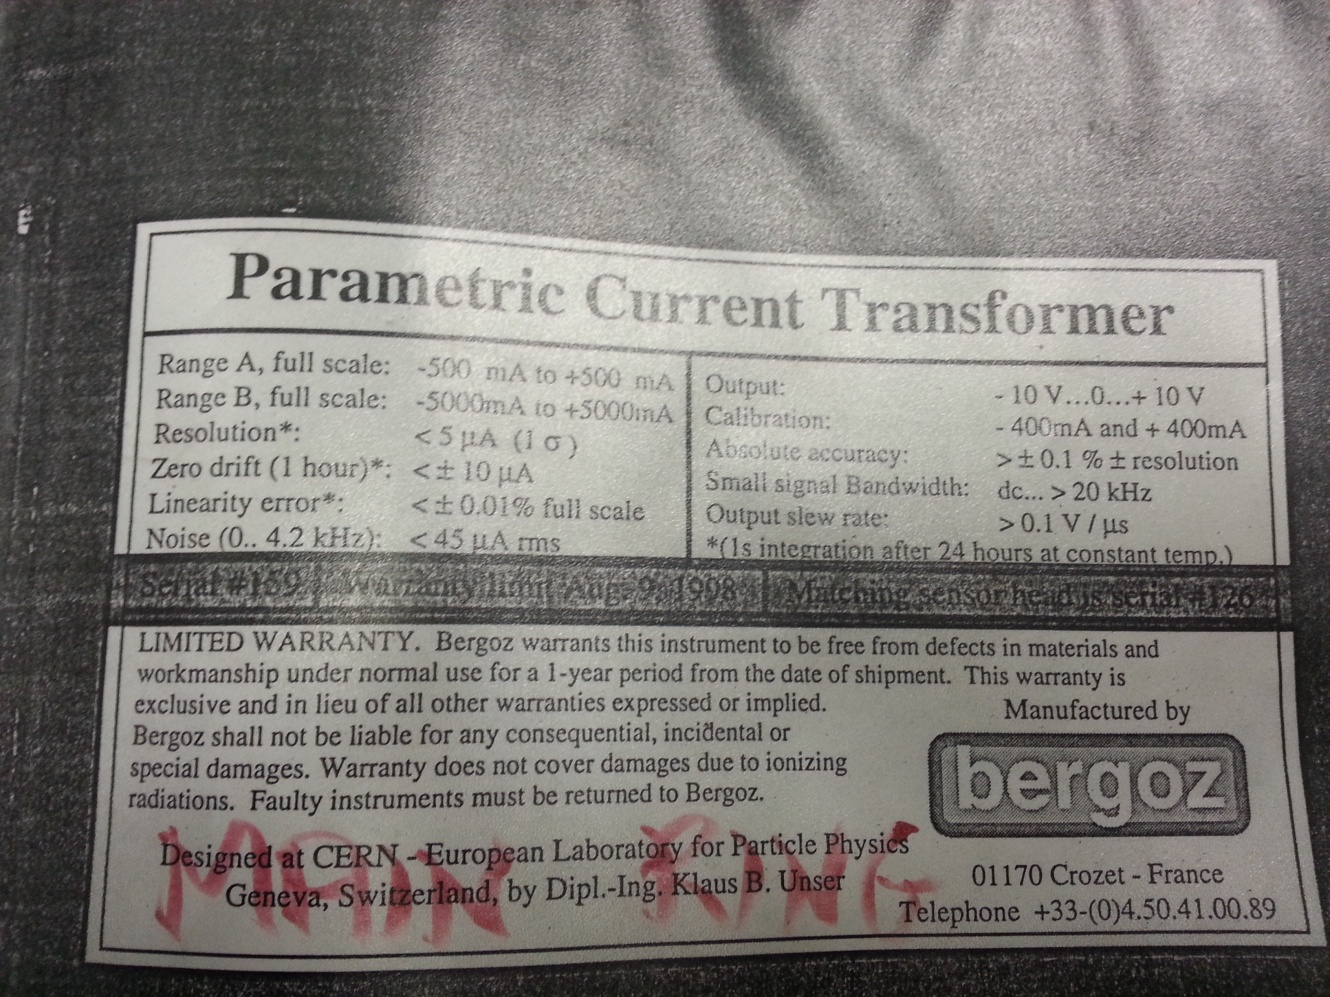 Parametric Current Transformer
Range A, full scale: -500 mA to +500 mA
Range B, full scale: -5000mA to +5000mA
Resolution*: < 5 µA (1 σ)
Zero drift (1 hour)*: < ± 10 µA
Linearity error*: < ± 0.01% full scale
Noise (0.. 4.2 kHz): < 45 µA rms
Output: - 10 V...0...+ 10 V
Calibration: - 400mA and + 400mA
Absolute accuracy: > ± 0.1 % ± resolution
Small signal Bandwidth: dc... > 20 kHz
Output slew rate: > 0.1 V / µs
*(1s integration after 24 hours at constant temp.)
Serial #159 Warranty limit Aug. 9, 1998 Matching sensor head is serial #126
LIMITED WARRANTY. Bergoz warrants this instrument to be free from defects in materials and
workmanship under normal use for a 1-year period from the date of shipment. This warranty is
exclusive and in lieu of all other warranties expressed or implied.
Bergoz shall not be liable for any consequential, incidental or
special damages. Warranty does not cover damages due to ionizing
radiations. Faulty instruments must be returned to Bergoz.
Manufactured by
bergoz
MAIN RING
Designed at CERN - European Laboratory for Particle Physics
Geneva, Switzerland, by Dipl.-Ing. Klaus B. Unser
01170 Crozet - France
Telephone +33-(0)4.50.41.00.89